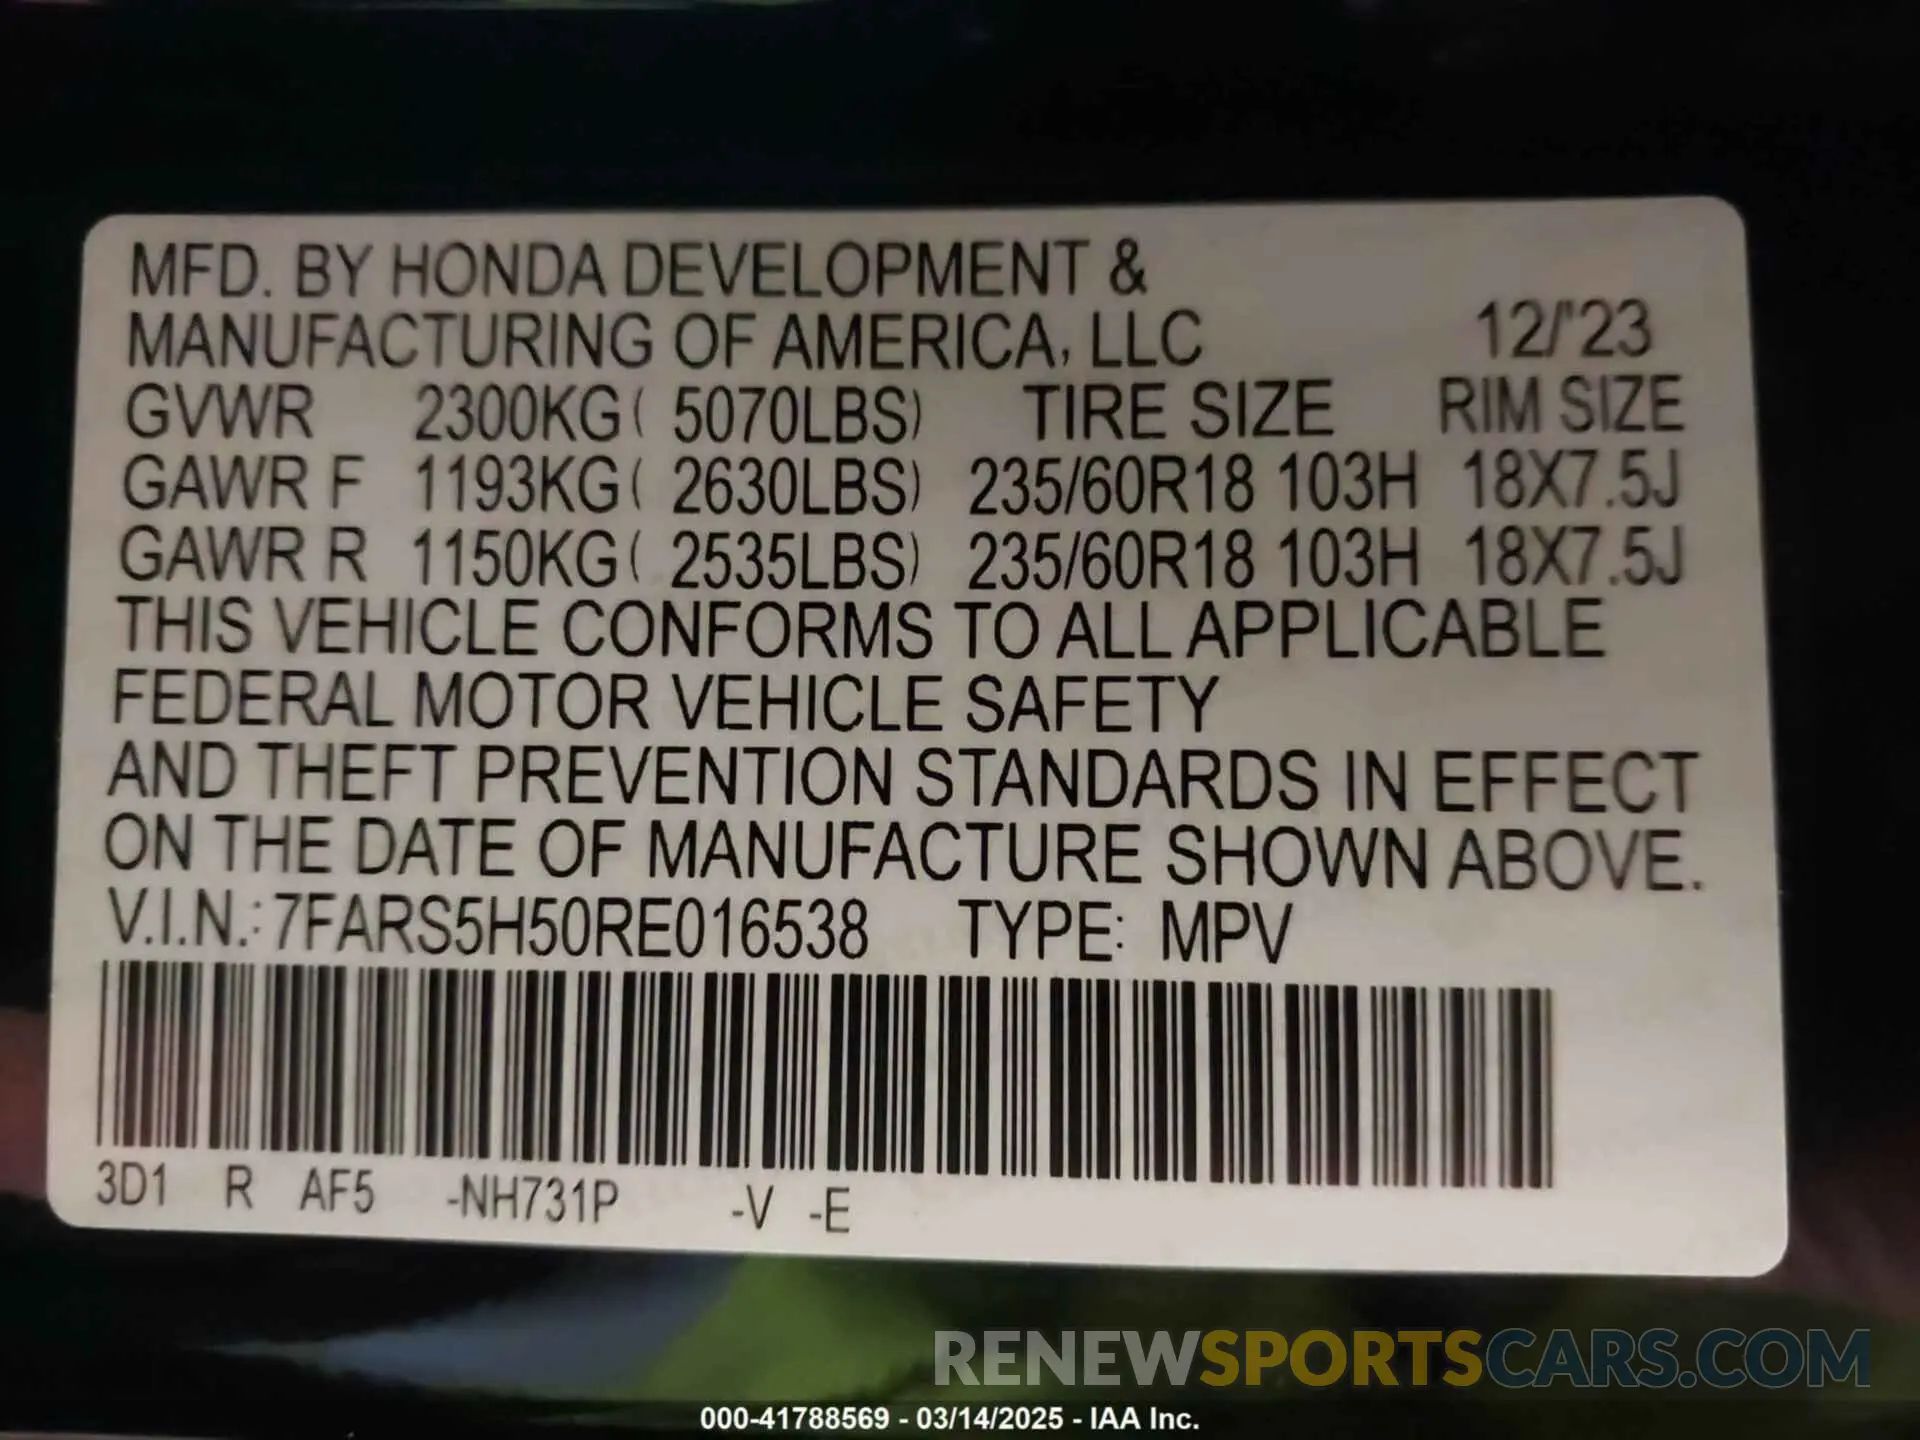 MFD. BY HONDA DEVELOPMENT &
MANUFACTURING OF AMERICA, LLC 12/'23
GVWR 2300KG( 5070LBS) TIRE SIZE RIM SIZE
GAWR F 1193KG( 2630LBS) 235/60R18 103H 18X7.5J
GAWR R 1150KG( 2535LBS) 235/60R18 103H 18X7.5J
THIS VEHICLE CONFORMS TO ALL APPLICABLE
FEDERAL MOTOR VEHICLE SAFETY
AND THEFT PREVENTION STANDARDS IN EFFECT
ON THE DATE OF MANUFACTURE SHOWN ABOVE.
V.I.N.: 7FARS5H50RE016538 TYPE: MPV
3D1 R AF5 -NH731P -V -E
RENEWSPORTSCARS.COM
000-41788569 - 03/14/2025 - IAA Inc.